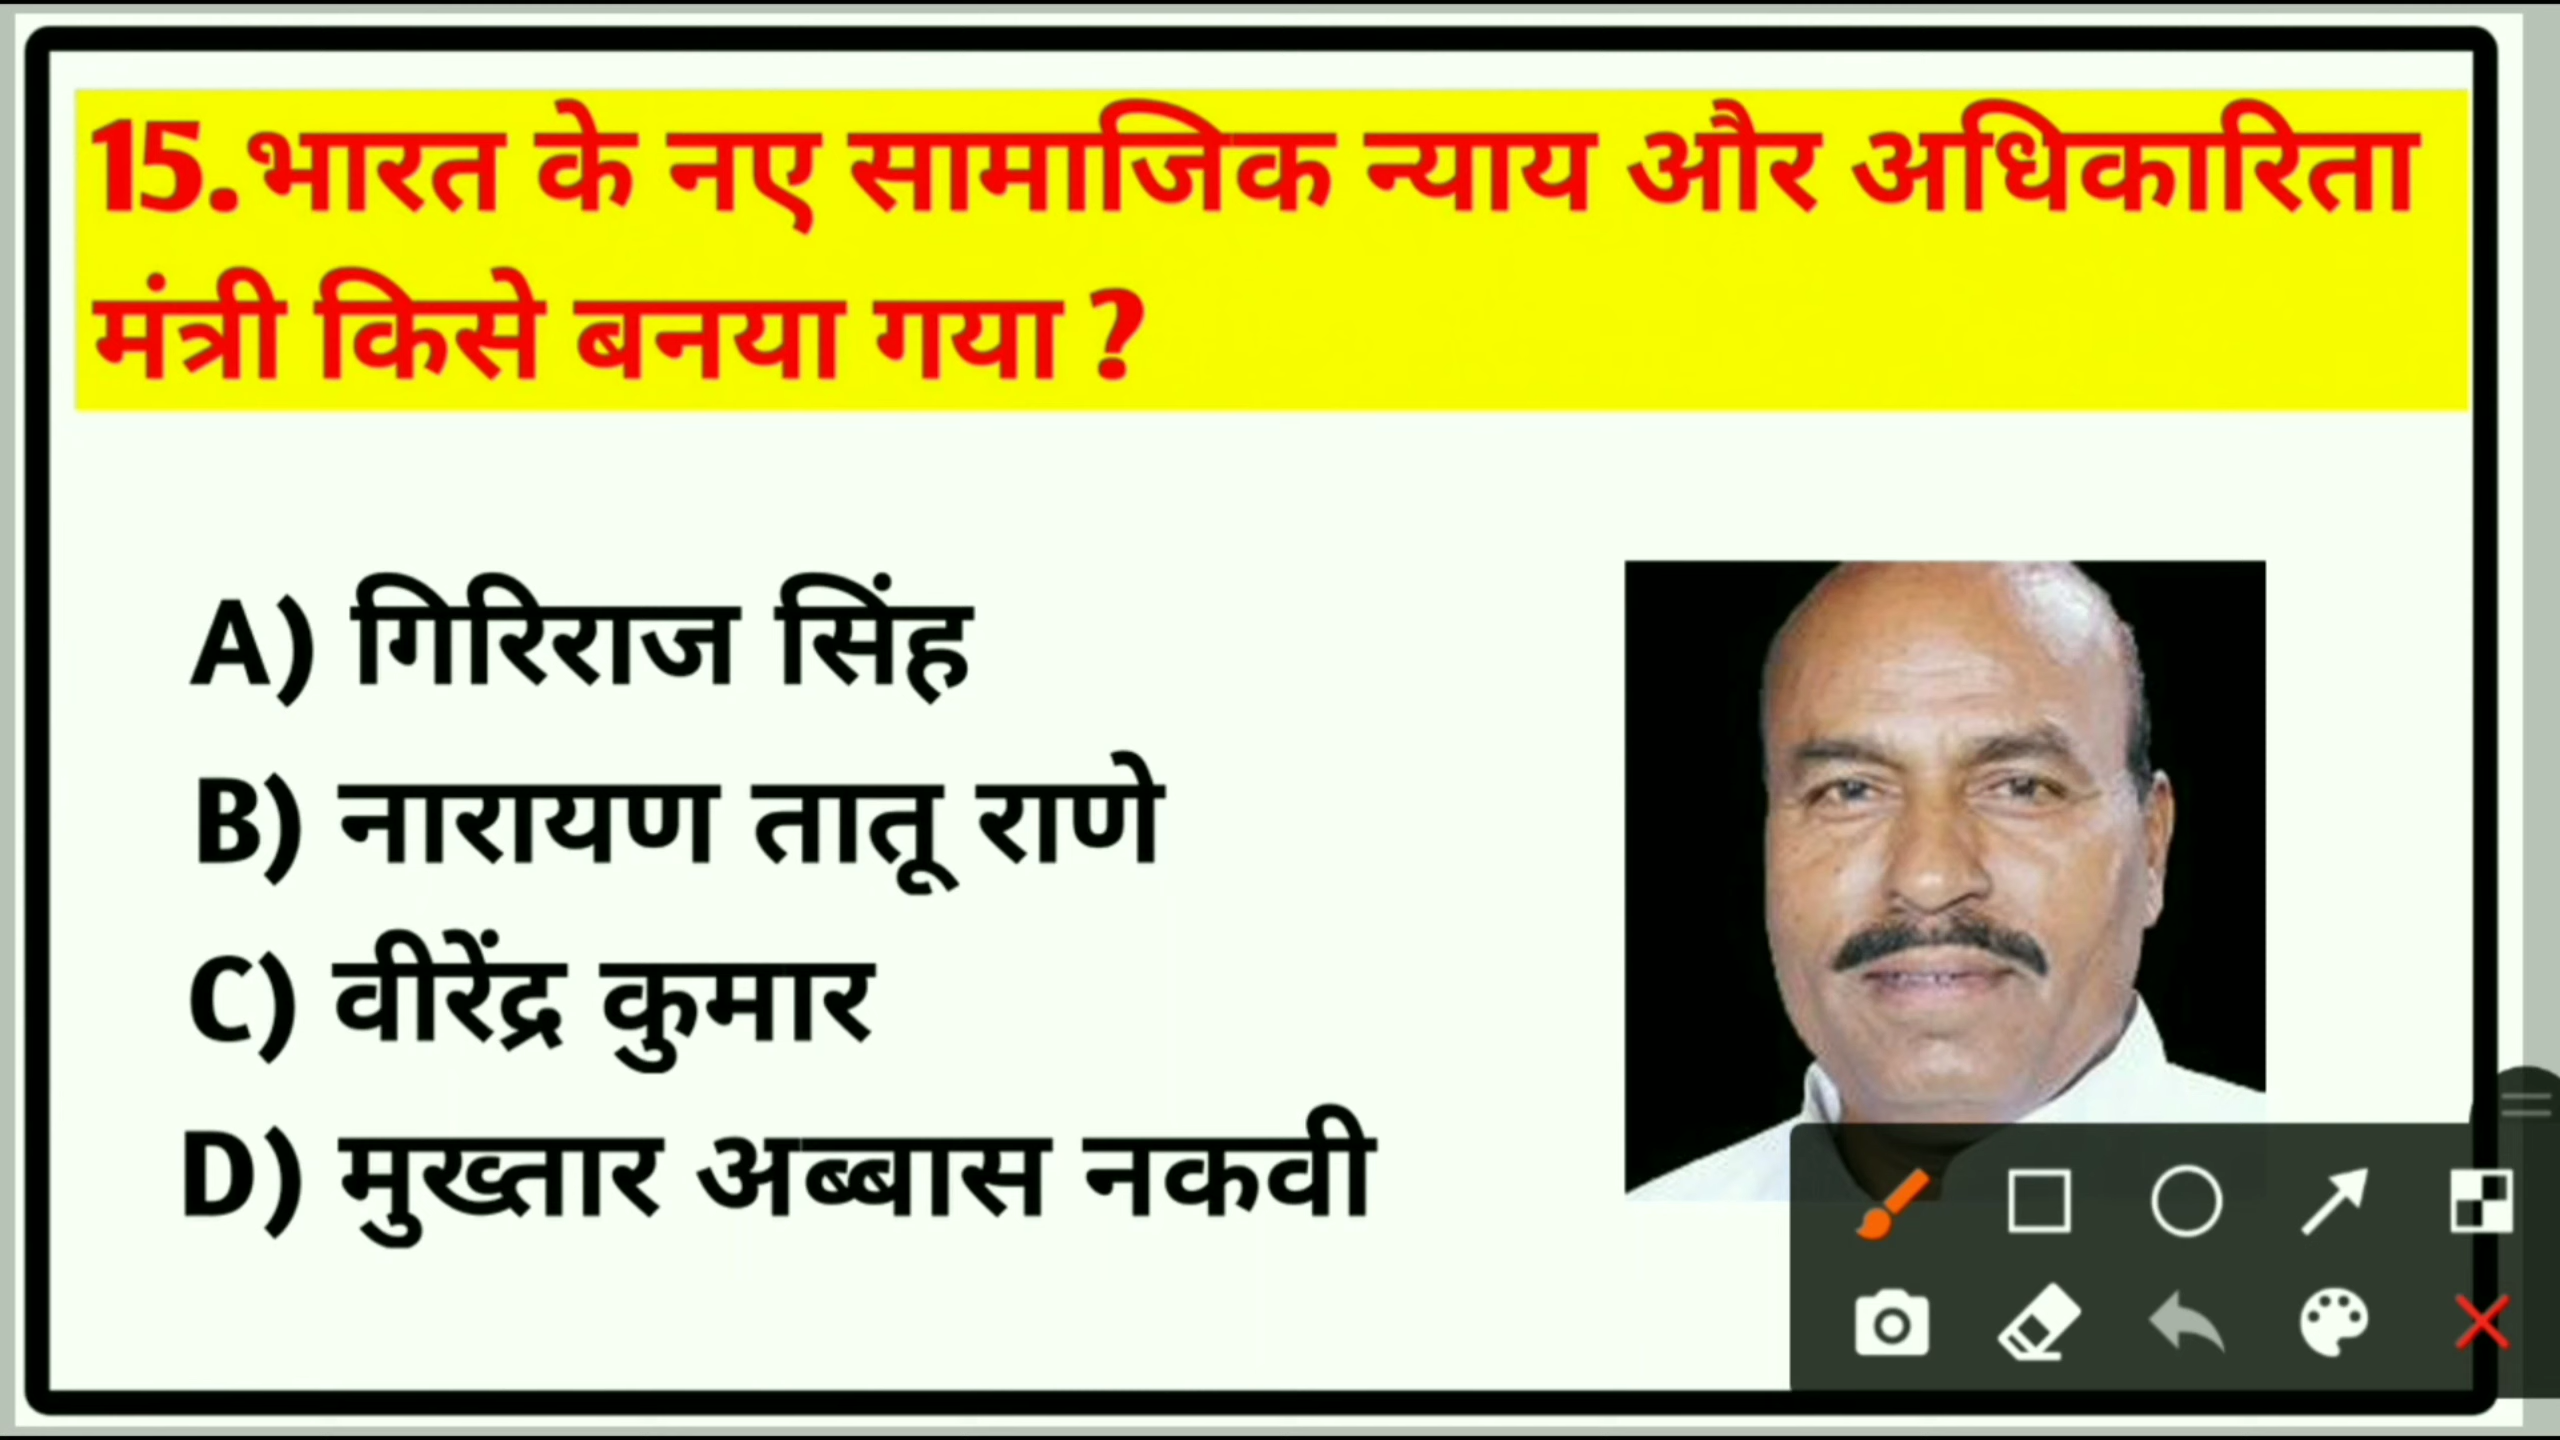 15.भारत के नए सामाजिक न्याय और अधिकारिता
मंत्री किसे बनया गया ?
A) गिरिराज सिंह
B) नारायण तातू राणे
C) वीरेंद्र कुमार
D) मुख्तार अब्बास नकवी